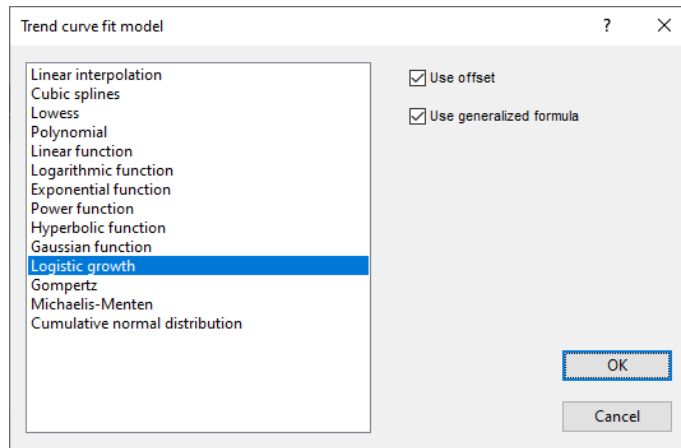 Trend curve fit model
?
Linear interpolation
Cubic splines
Lowess
Polynomial
Linear function
Logarithmic function
Exponential function
Power function
Hyperbolic function
Gaussian function
Logistic growth
Gompertz
Michaelis-Menten
Cumulative normal distribution
Use offset
Use generalized formula
OK
Cancel